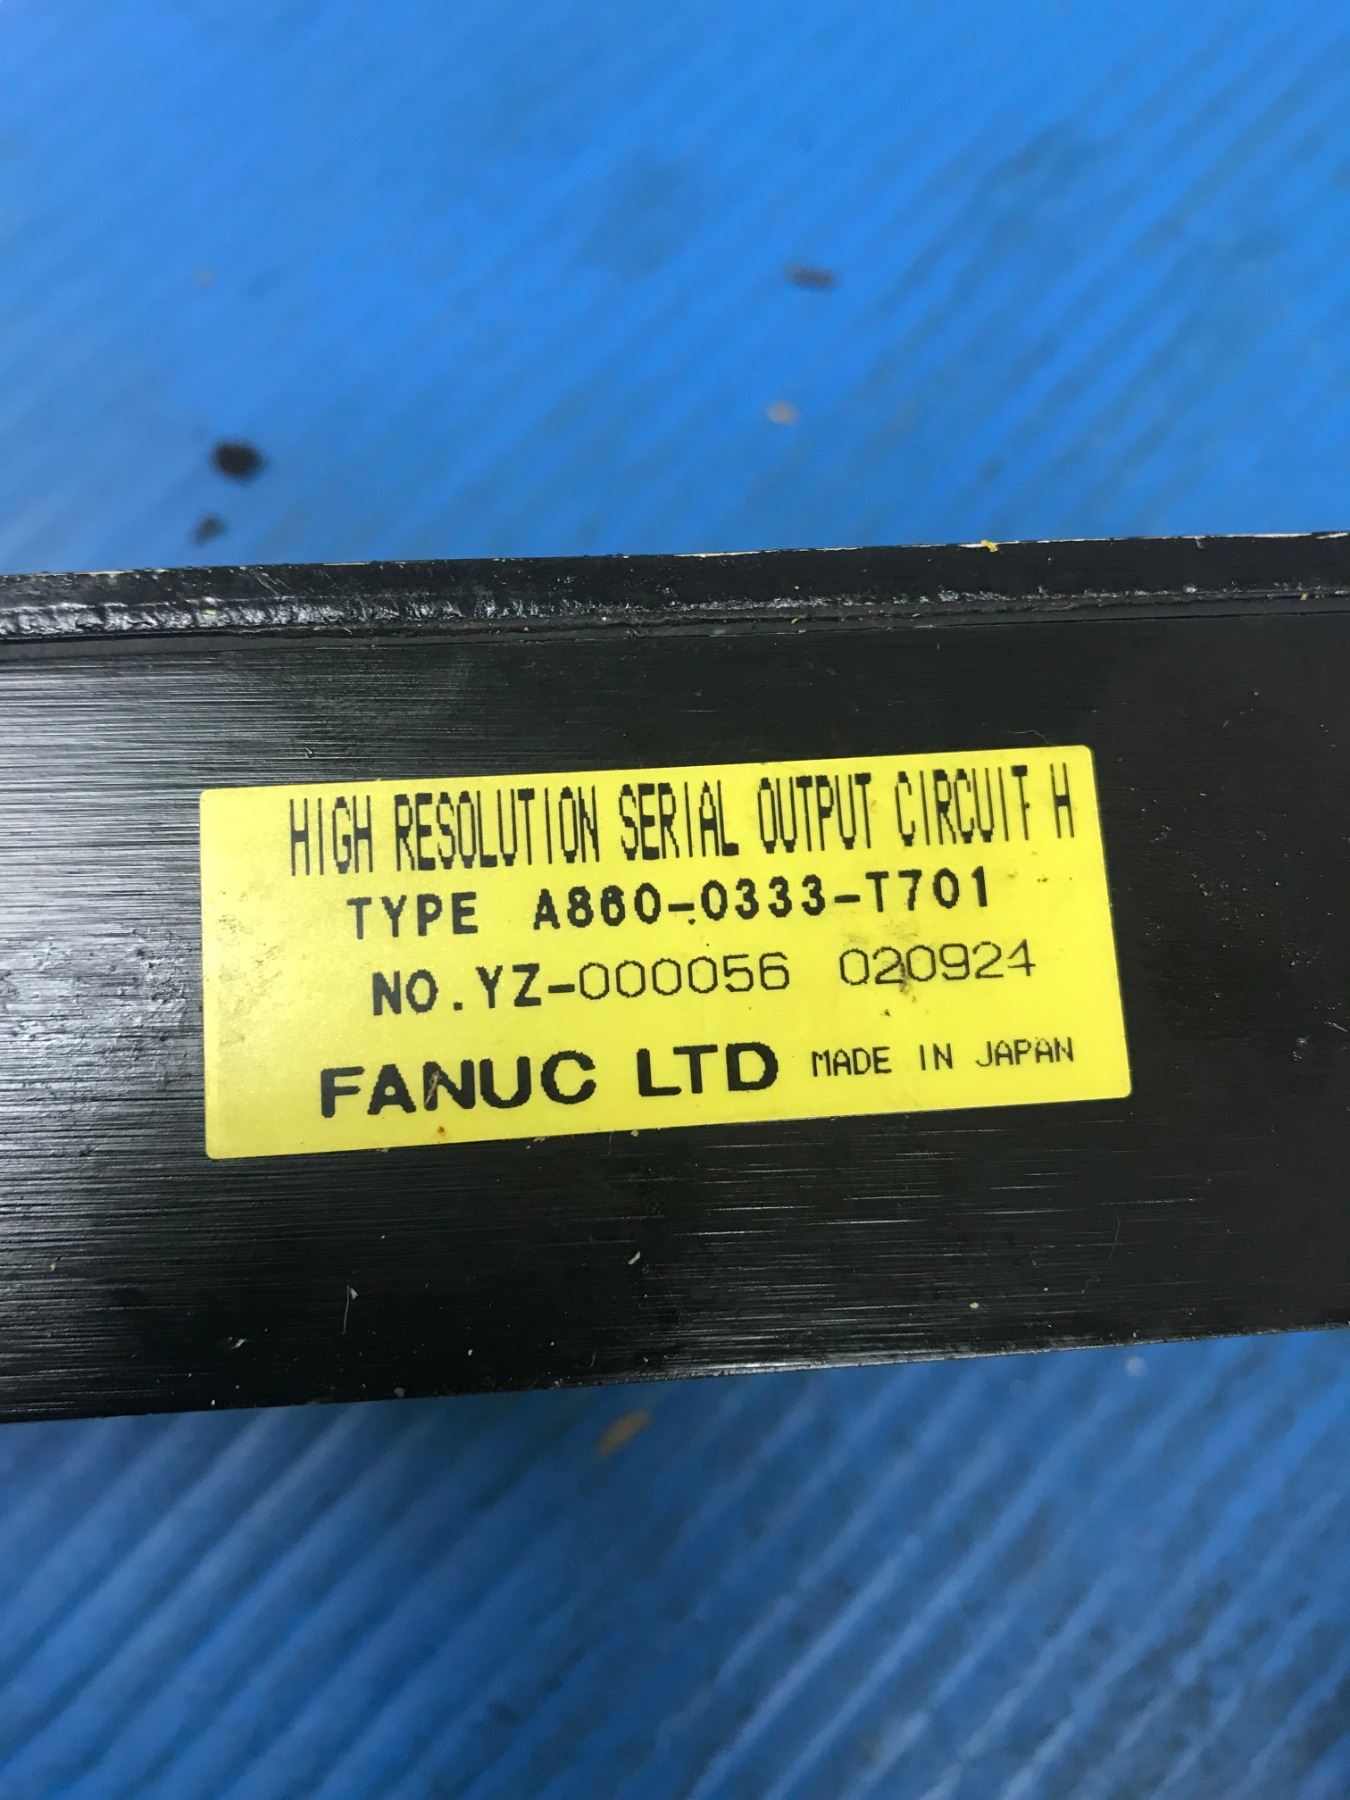 HIGH RESOLUTION SERIAL OUTPUT CIRCUIT H
TYPE A860-0333-T701
NO.YZ-000056 020924
FANUC LTD MADE IN JAPAN